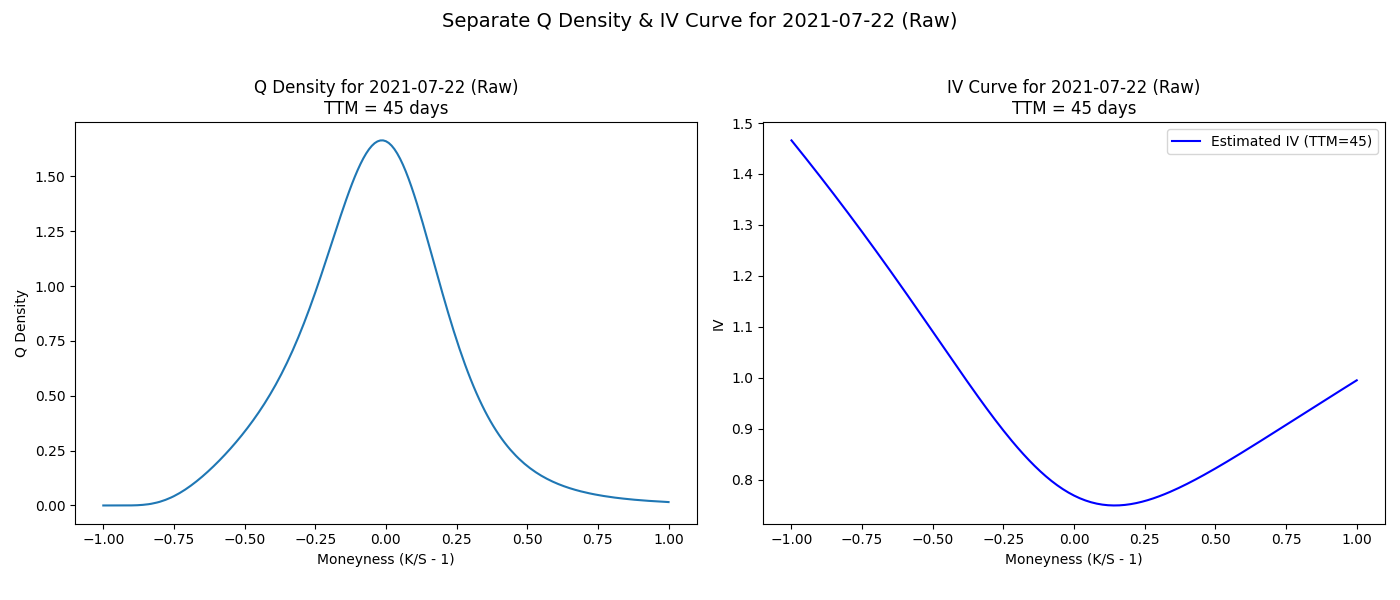 Separate Q Density & IV Curve for 2021-07-22 (Raw)
Q Density for 2021-07-22 (Raw)
TTM = 45 days
Q Density
1.50
1.25
1.00
0.75
0.50
0.25
0.00
−1.00 −0.75 −0.50 −0.25 0.00 0.25 0.50 0.75 1.00
Moneyness (K/S - 1)
IV Curve for 2021-07-22 (Raw)
TTM = 45 days
Estimated IV (TTM=45)
IV
1.5
1.4
1.3
1.2
1.1
1.0
0.9
0.8
−1.00 −0.75 −0.50 −0.25 0.00 0.25 0.50 0.75 1.00
Moneyness (K/S - 1)